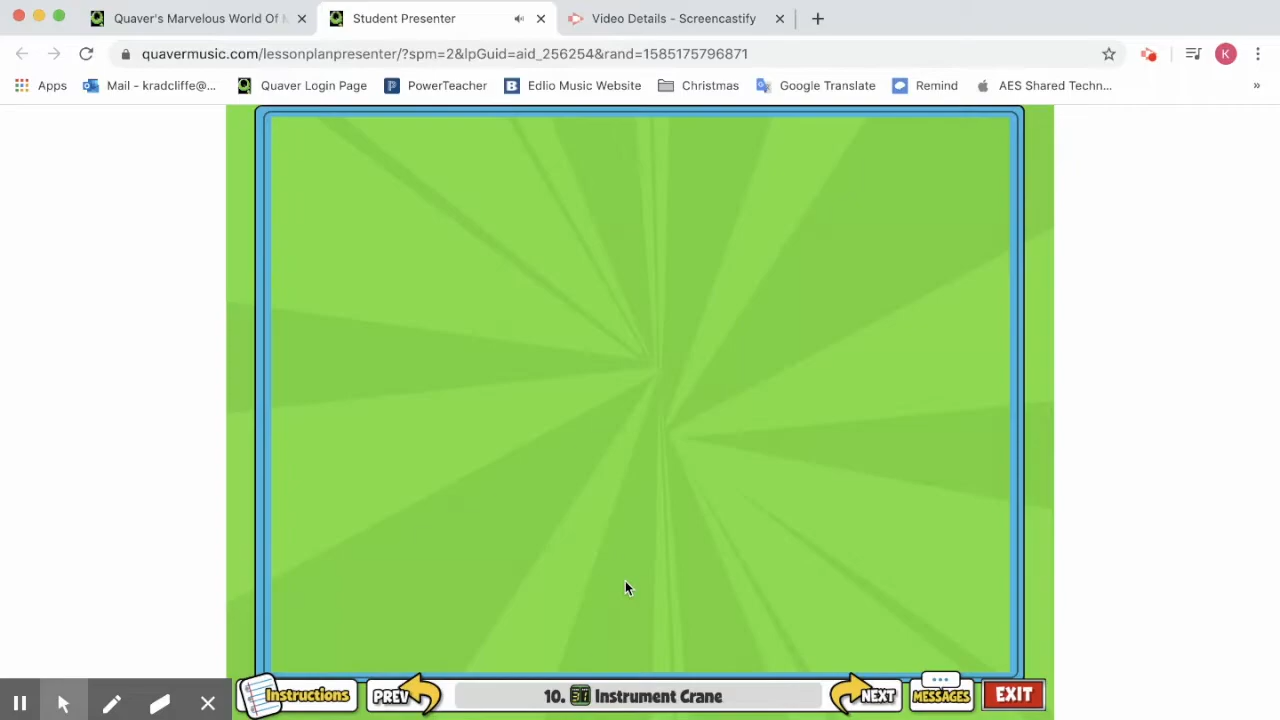 Quaver's Marvelous World Of M
Student Presenter
Video Details - Screencastify
quavermusic.com/lessonplanpresenter/?spm=2&lpGuid=aid_256254&rand=1585175796871
K
Apps
Mail - kradcliffe@...
Quaver Login Page
PowerTeacher
Edlio Music Website
Christmas
Google Translate
Remind
AES Shared Techn...
»
Instructions
PREV
10. Instrument Crane
NEXT
MESSAGES
EXIT